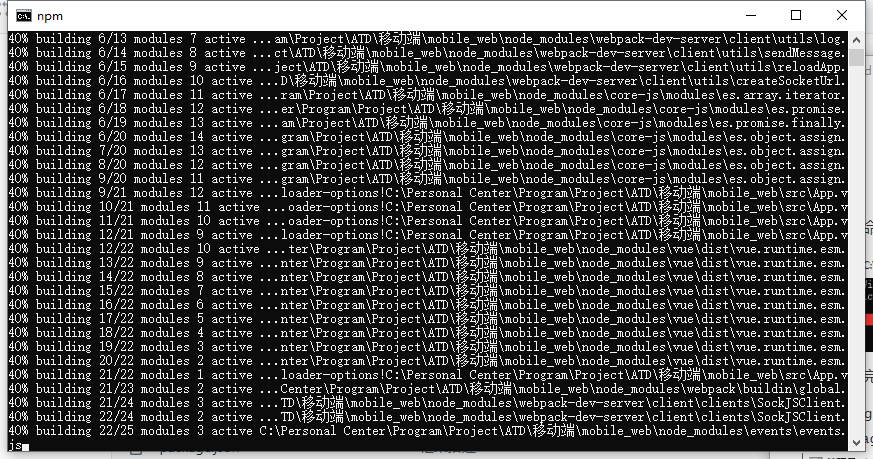 npm
40% building 6/13 modules 7 active ...am\Project\ATD\移动端\mobile_web\node_modules\webpack-dev-server\client\utils\log.
40% building 6/14 modules 8 active ...ct\ATD\移动端\mobile_web\node_modules\webpack-dev-server\client\utils\sendMessage.
40% building 6/15 modules 9 active ...ject\ATD\移动端\mobile_web\node_modules\webpack-dev-server\client\utils\reloadApp.
40% building 6/16 modules 10 active ...D\移动端\mobile_web\node_modules\webpack-dev-server\client\utils\createSocketUrl.
40% building 6/17 modules 11 active ...ram\Project\ATD\移动端\mobile_web\node_modules\core-js\modules\es.array.iterator.
40% building 6/18 modules 12 active ...er\Program\Project\ATD\移动端\mobile_web\node_modules\core-js\modules\es.promise.
40% building 6/19 modules 13 active ...am\Project\ATD\移动端\mobile_web\node_modules\core-js\modules\es.promise.finally.
40% building 6/20 modules 14 active ...gram\Project\ATD\移动端\mobile_web\node_modules\core-js\modules\es.object.assign.
40% building 7/20 modules 13 active ...gram\Project\ATD\移动端\mobile_web\node_modules\core-js\modules\es.object.assign.
40% building 8/20 modules 12 active ...gram\Project\ATD\移动端\mobile_web\node_modules\core-js\modules\es.object.assign.
40% building 9/20 modules 11 active ...gram\Project\ATD\移动端\mobile_web\node_modules\core-js\modules\es.object.assign.
40% building 9/21 modules 12 active ...loader-options!C:\Personal Center\Program\Project\ATD\移动端\mobile_web\src\App.v
40% building 10/21 modules 11 active ...oader-options!C:\Personal Center\Program\Project\ATD\移动端\mobile_web\src\App.v
40% building 11/21 modules 10 active ...oader-options!C:\Personal Center\Program\Project\ATD\移动端\mobile_web\src\App.v
40% building 12/21 modules 9 active ...loader-options!C:\Personal Center\Program\Project\ATD\移动端\mobile_web\src\App.v
40% building 12/22 modules 10 active ...ter\Program\Project\ATD\移动端\mobile_web\node_modules\vue\dist\vue.runtime.esm.
40% building 13/22 modules 9 active ...nter\Program\Project\ATD\移动端\mobile_web\node_modules\vue\dist\vue.runtime.esm.
40% building 14/22 modules 8 active ...nter\Program\Project\ATD\移动端\mobile_web\node_modules\vue\dist\vue.runtime.esm.
40% building 15/22 modules 7 active ...nter\Program\Project\ATD\移动端\mobile_web\node_modules\vue\dist\vue.runtime.esm.
40% building 16/22 modules 6 active ...nter\Program\Project\ATD\移动端\mobile_web\node_modules\vue\dist\vue.runtime.esm.
40% building 17/22 modules 5 active ...nter\Program\Project\ATD\移动端\mobile_web\node_modules\vue\dist\vue.runtime.esm.
40% building 18/22 modules 4 active ...nter\Program\Project\ATD\移动端\mobile_web\node_modules\vue\dist\vue.runtime.esm.
40% building 19/22 modules 3 active ...nter\Program\Project\ATD\移动端\mobile_web\node_modules\vue\dist\vue.runtime.esm.
40% building 20/22 modules 2 active ...nter\Program\Project\ATD\移动端\mobile_web\node_modules\vue\dist\vue.runtime.esm.
40% building 21/22 modules 1 active ...loader-options!C:\Personal Center\Program\Project\ATD\移动端\mobile_web\src\App.v
40% building 21/23 modules 2 active ...Center\Program\Project\ATD\移动端\mobile_web\node_modules\webpack\buildin\global.
40% building 21/24 modules 3 active ...TD\移动端\mobile_web\node_modules\webpack-dev-server\client\clients\SockJSClient.
40% building 22/24 modules 2 active ...TD\移动端\mobile_web\node_modules\webpack-dev-server\client\clients\SockJSClient.
40% building 22/25 modules 3 active C:\Personal Center\Program\Project\ATD\移动端\mobile_web\node_modules\events\events.
js